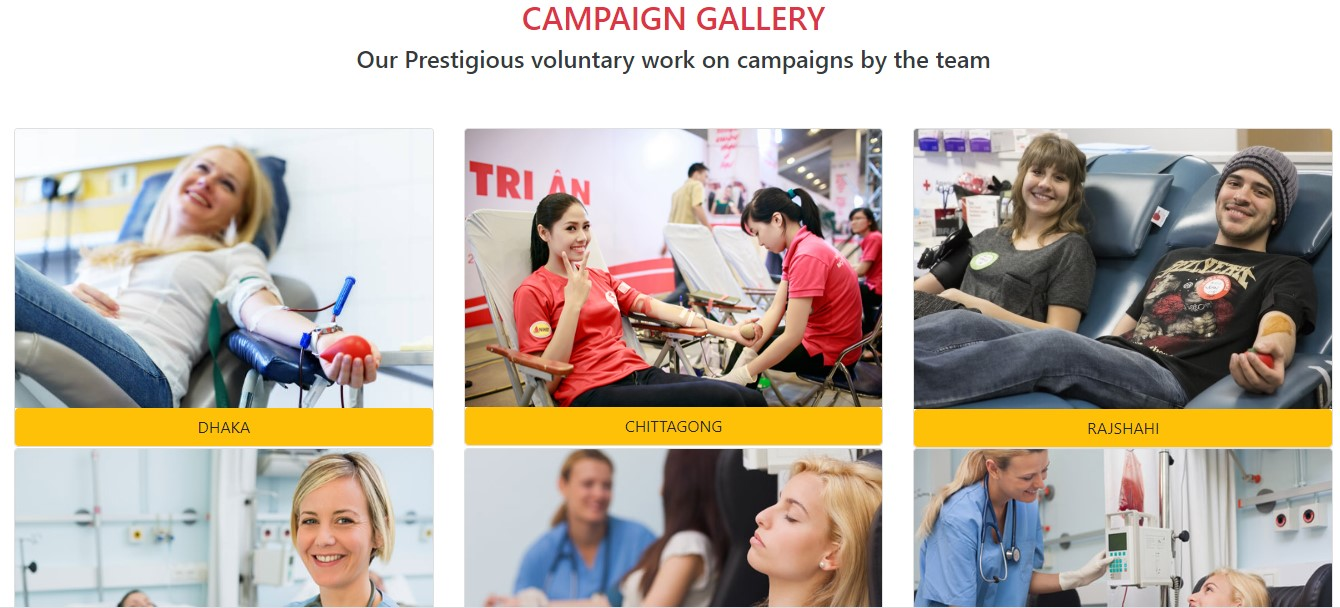 CAMPAIGN GALLERY
Our Prestigious voluntary work on campaigns by the team
TRI ÂN
DHAKA
CHITTAGONG
RAJSHAHI